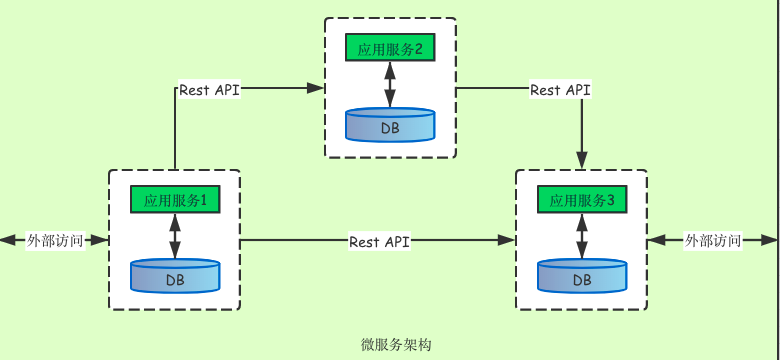 应用服务2
DB
Rest API
Rest API
应用服务1
DB
应用服务3
DB
外部访问
Rest API
外部访问
微服务架构